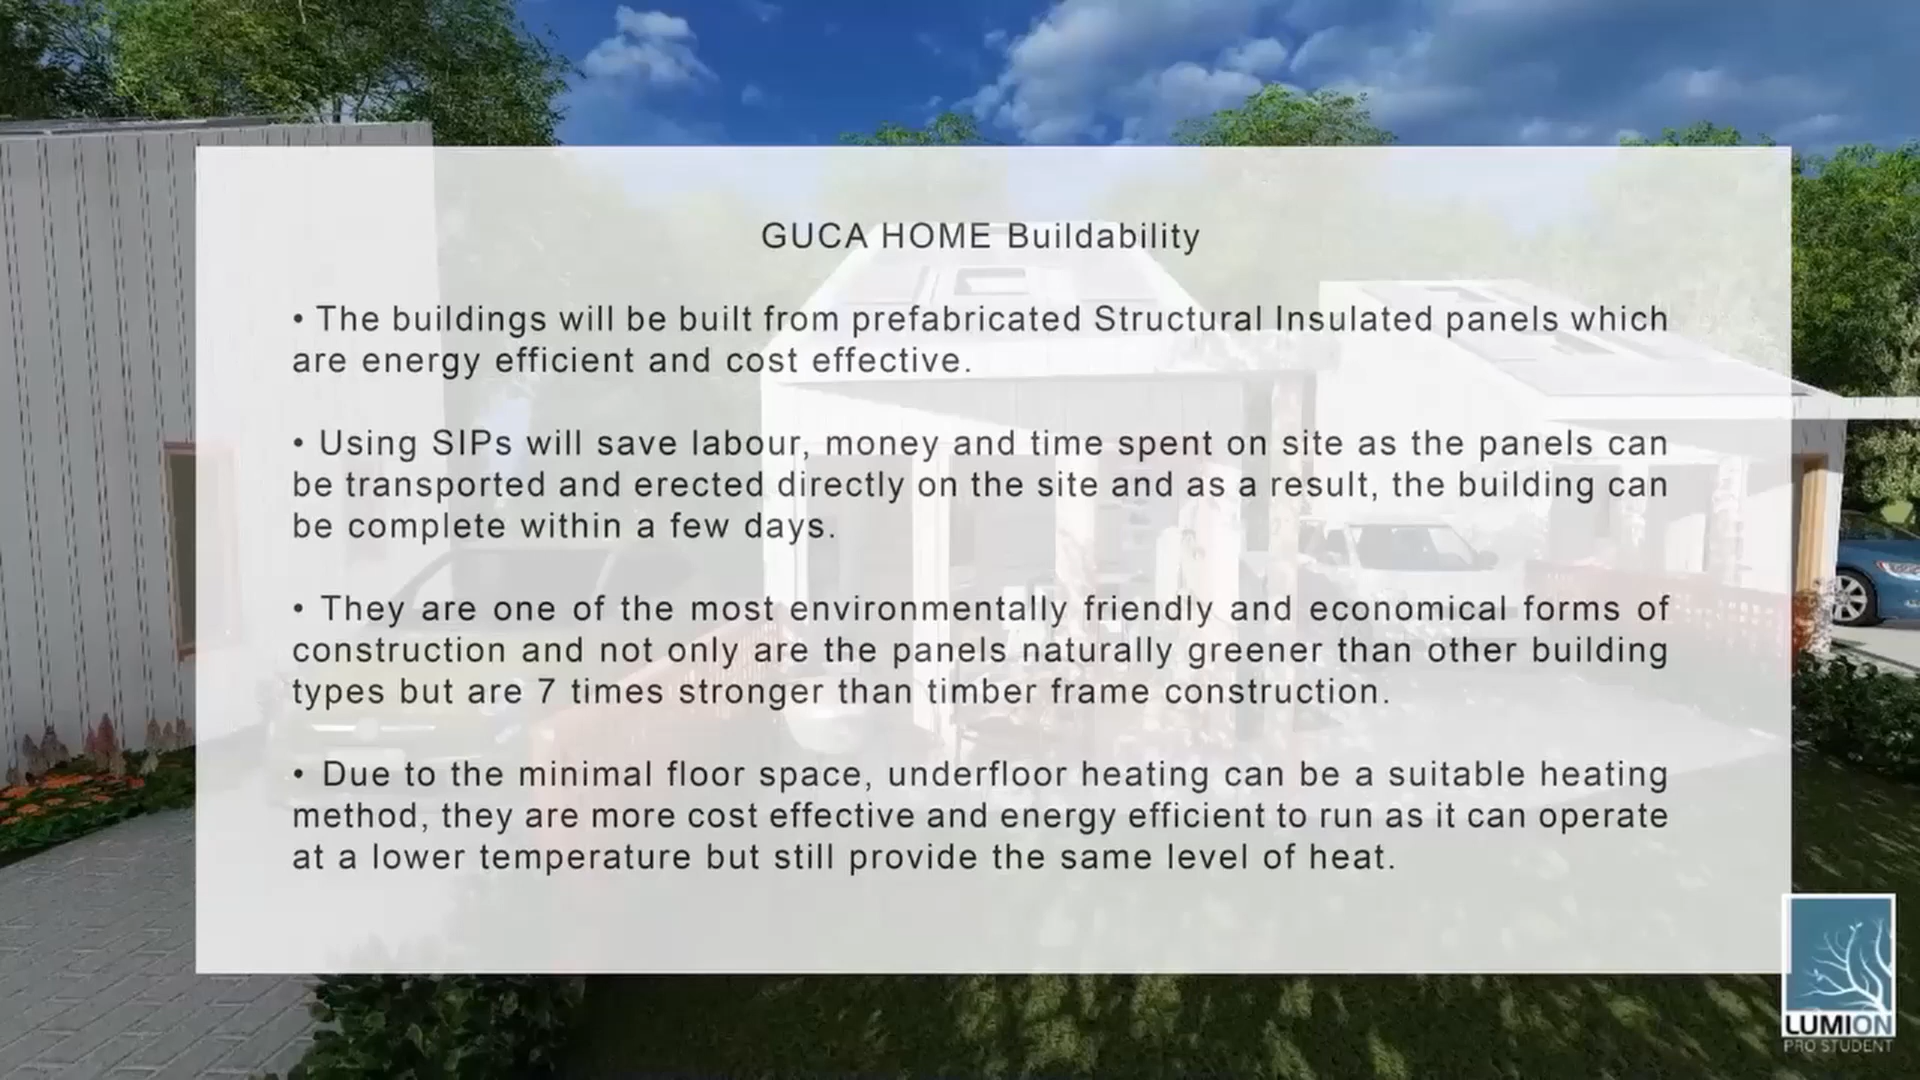 GUCA HOME Buildability
• The buildings will be built from prefabricated Structural Insulated panels which
are energy efficient and cost effective.
• Using SIPs will save labour, money and time spent on site as the panels can
be transported and erected directly on the site and as a result, the building can
be complete within a few days.
• They are one of the most environmentally friendly and economical forms of
construction and not only are the panels naturally greener than other building
types but are 7 times stronger than timber frame construction.
• Due to the minimal floor space, underfloor heating can be a suitable heating
method, they are more cost effective and energy efficient to run as it can operate
at a lower temperature but still provide the same level of heat.
LUMION
PRO STUDENT